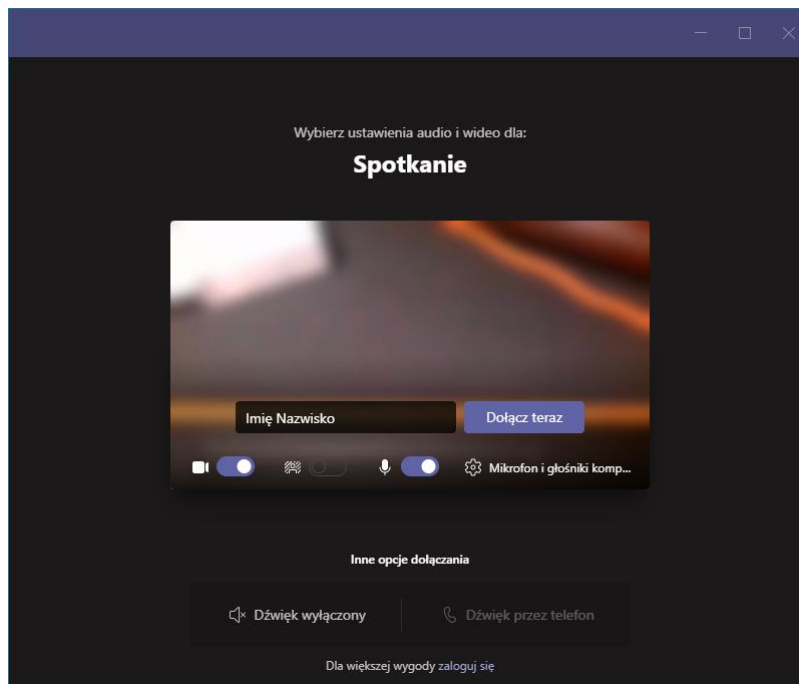 Wybierz ustawienia audio i wideo dla:
Spotkanie
Imię Nazwisko
Dołącz teraz
Mikrofon i głośniki komp...
Inne opcje dołączania
Dźwięk wyłączony
Dźwięk przez telefon
Dla większej wygody zaloguj się